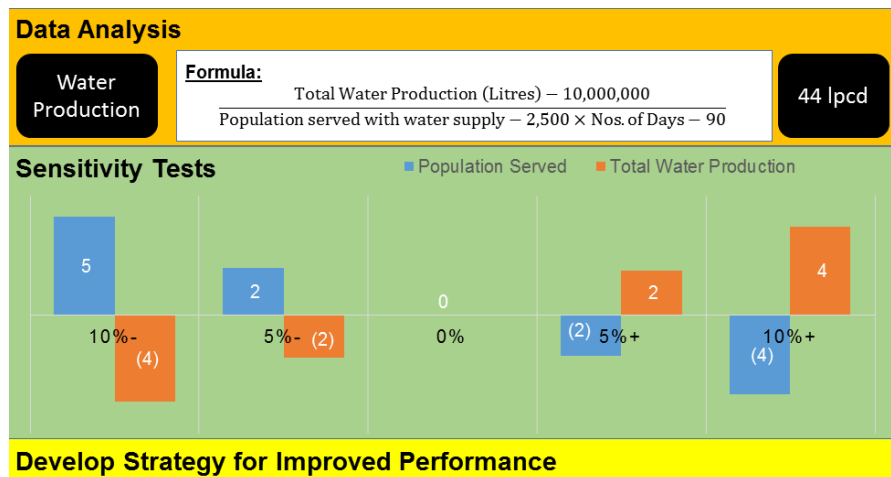 Data Analysis
Water
Production
Formula:
Total Water Production (Litres) − 10,000,000
Population served with water supply − 2,500 × Nos. of Days − 90
44 lpcd
Sensitivity Tests
Population Served
Total Water Production
5
2
0
2
4
10%-
5%-
0%
5%+
10%+
(4)
(2)
(2)
(4)
Develop Strategy for Improved Performance